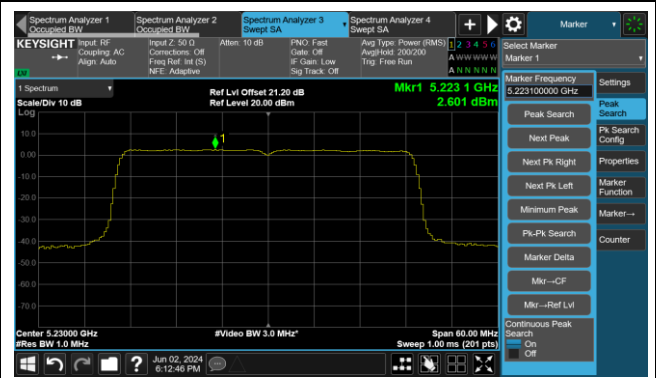 Spectrum Analyzer 1
Occupied BW
Spectrum Analyzer 2
Occupied BW
Spectrum Analyzer 3
Swept SA
Spectrum Analyzer 4
Swept SA
Marker
KEYSIGHT
Input: RF
Coupling: AC
Align: Auto
Input Z: 50 Ω
Corrections: Off
Freq Ref: Int (S)
NFE: Adaptive
Atten: 10 dB
PNO: Fast
Gate: Off
IF Gain: Low
Sig Track: Off
Avg Type: Power (RMS)
Avg|Hold: 200/200
Trig: Free Run
1 2 3 4 5 6
A W W W W W
A N N N N N
Select Marker
Marker 1
1 Spectrum
Scale/Div 10 dB
Log
Ref Lvl Offset 21.20 dB
Ref Level 20.00 dBm
Mkr1 5.223 1 GHz
2.601 dBm
1
10.0
0.00
-10.0
-20.0
-30.0
-40.0
-50.0
-60.0
-70.0
Center 5.23000 GHz
#Res BW 1.0 MHz
#Video BW 3.0 MHz*
Span 60.00 MHz
Sweep 1.00 ms (201 pts)
Marker Frequency
5.223100000 GHz
Peak Search
Next Peak
Next Pk Right
Next Pk Left
Minimum Peak
Pk-Pk Search
Marker Delta
Mkr→CF
Mkr→Ref Lvl
Continuous Peak
Search
On
Off
Settings
Peak
Search
Pk Search
Config
Properties
Marker
Function
Marker→
Counter
?
Jun 02, 2024
6:12:46 PM